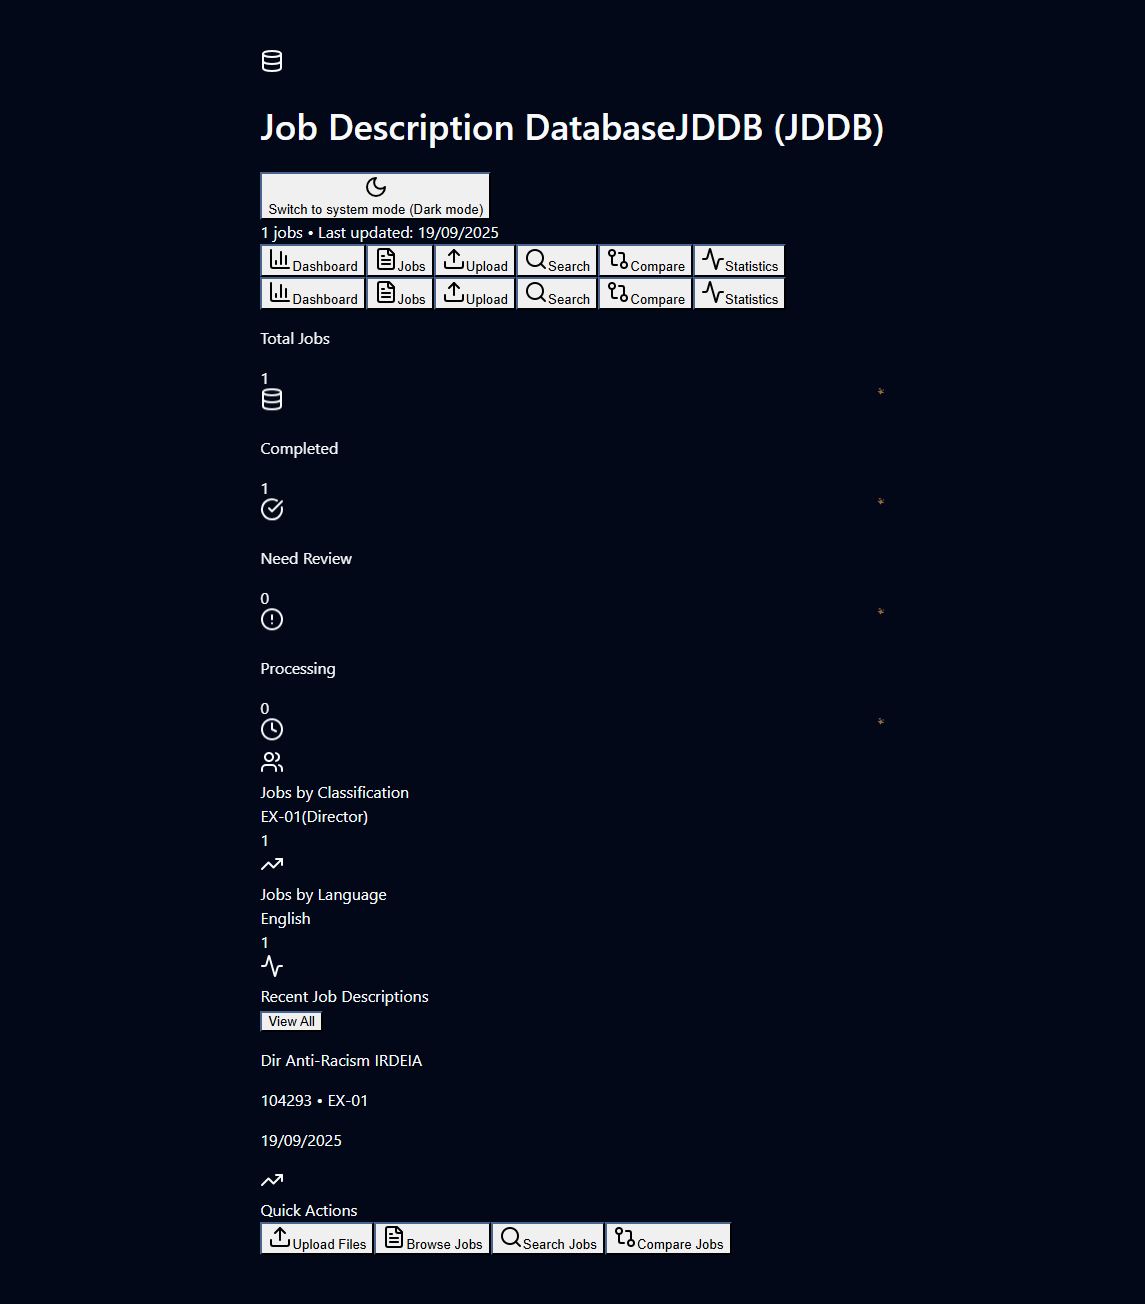 Job Description DatabaseJDDB (JDDB)
Switch to system mode (Dark mode)
1 jobs • Last updated: 19/09/2025
Dashboard Jobs Upload Search Compare Statistics
Dashboard Jobs Upload Search Compare Statistics
Total Jobs
1
Completed
1
Need Review
0
Processing
0
Jobs by Classification
EX-01(Director)
1
Jobs by Language
English
1
Recent Job Descriptions
View All
Dir Anti-Racism IRDEIA
104293 • EX-01
19/09/2025
Quick Actions
Upload Files Browse Jobs Search Jobs Compare Jobs